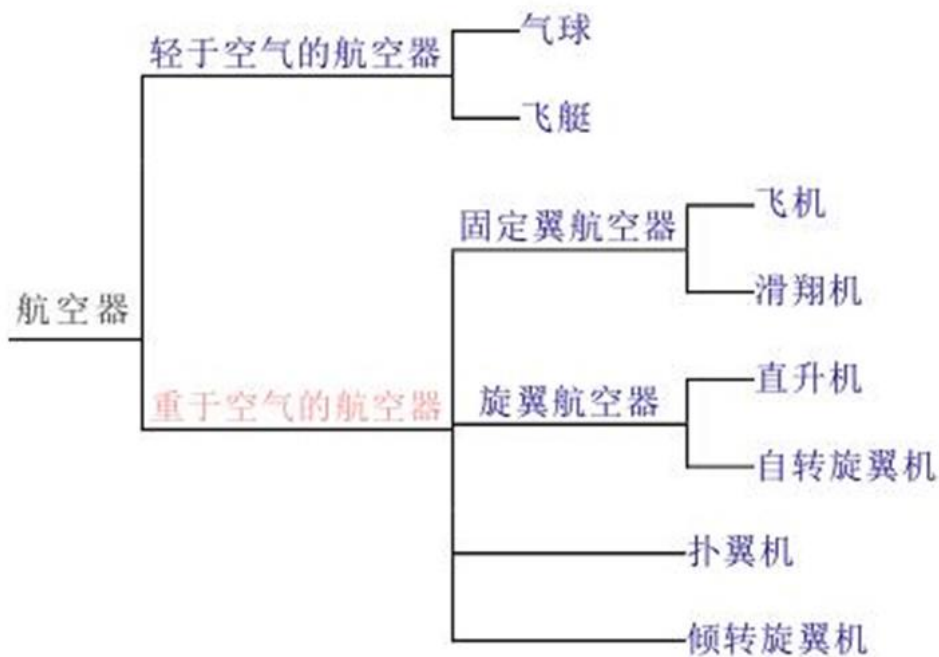 气球
轻于空气的航空器
飞艇
飞机
固定翼航空器
滑翔机
航空器
直升机
重于空气的航空器
旋翼航空器
自转旋翼机
扑翼机
倾转旋翼机